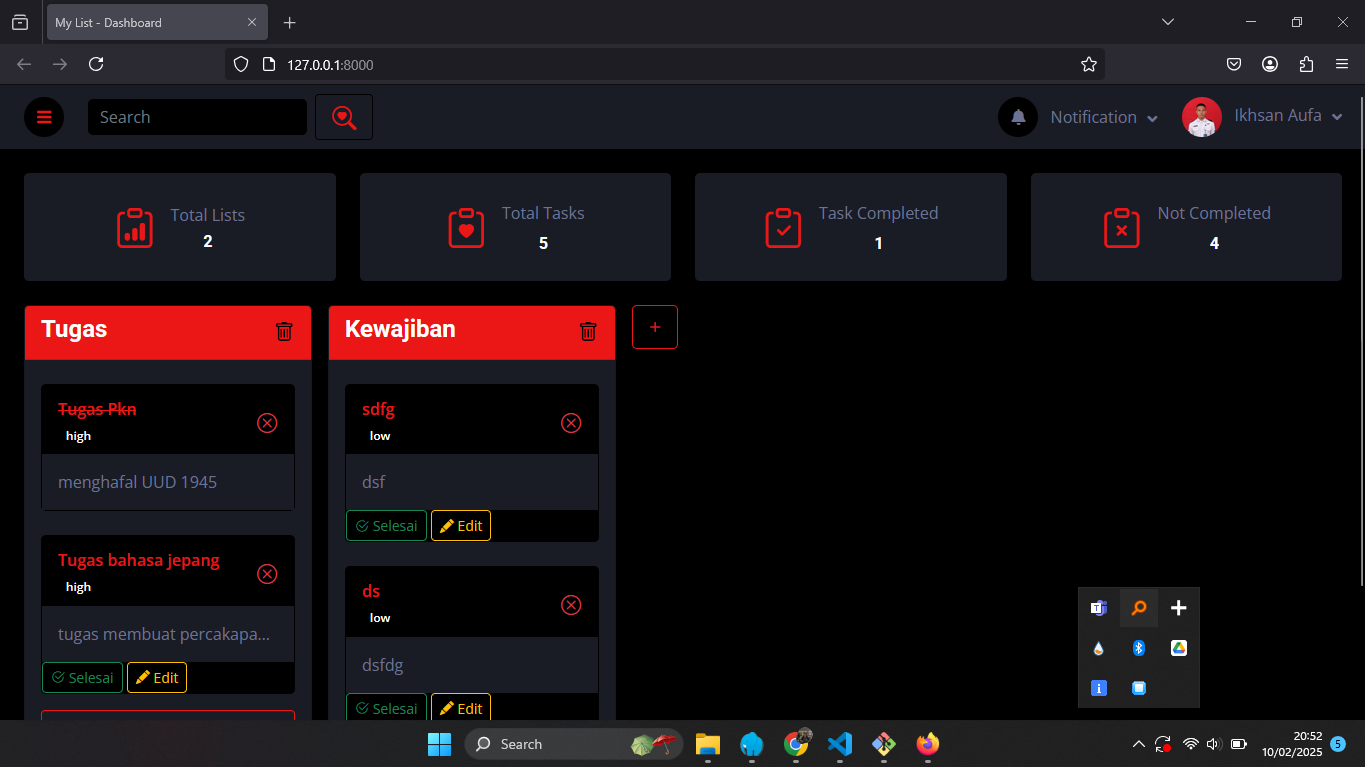 My List - Dashboard
127.0.0.1:8000
Search
Notification
Ikhsan Aufa
Total Lists
2
Total Tasks
5
Task Completed
1
Not Completed
4
Tugas
Tugas Pkn
high
menghafal UUD 1945
Tugas bahasa jepang
high
tugas membuat percakapa...
Selesai
Edit
Kewajiban
sdfg
low
dsf
Selesai
Edit
ds
low
dsfdg
Selesai
Edit
+
Search
20:52
10/02/2025
5